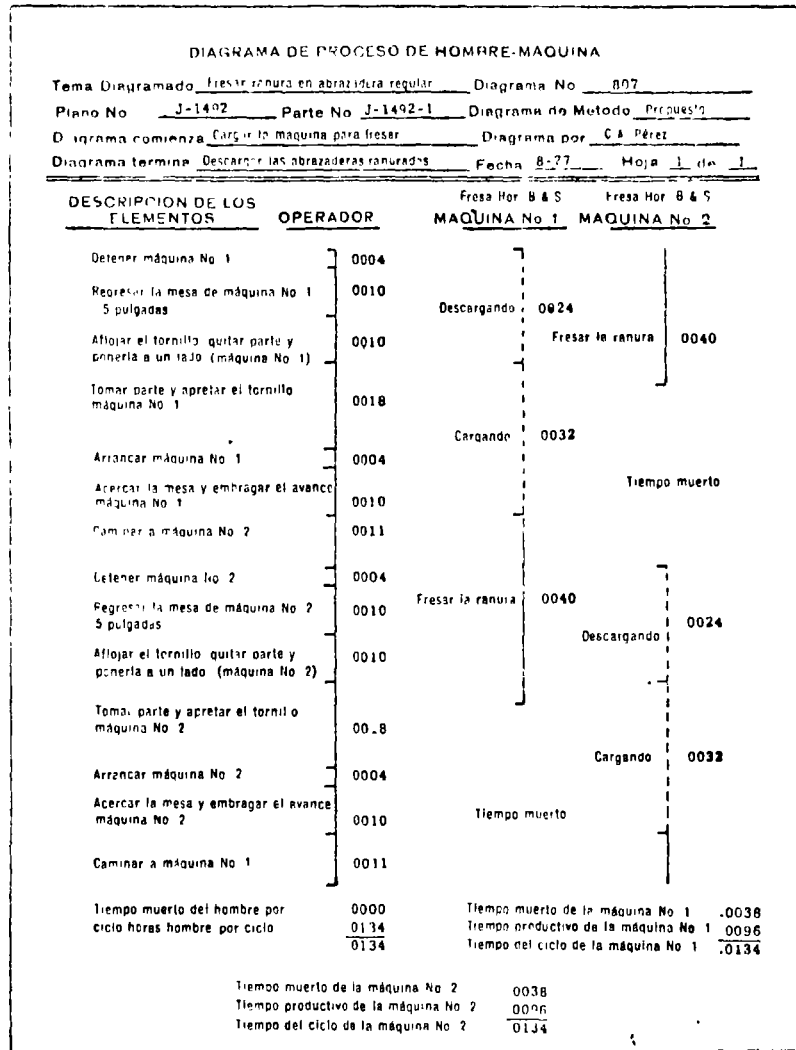 DIAGRAMA DE PROCESO DE HOMBRE-MAQUINA
Tema Diagramado Fresar ranura en abrazadera regular Diagrama No 807
Plano No J-1492 Parte No J-1492-1 Diagrama de Metodo Propuesto
Diagrama comienza Cargar la maquina para fresar Diagrama por C A Pérez
Diagrama termina Descargar las abrazaderas ranuradas Fecha 8-77 Hoja 1 de 1
Fresa Hor B & S Fresa Hor B & S
DESCRIPCION DE LOS
ELEMENTOS OPERADOR MAQUINA No 1 MAQUINA No 2
Detener máquina No 1 0004
Regresar la mesa de máquina No 1 0010
5 pulgadas
Descargando 0024
Fresar la ranura 0040
Aflojar el tornillo quitar parte y 0010
ponerla a un lado (máquina No 1)
Tomar parte y apretar el tornillo 0018
máquina No 1
Cargando 0032
Arrancar máquina No 1 0004
Tiempo muerto
Acercar la mesa y embragar el avance 0010
máquina No 1
Caminar a máquina No 2 0011
Detener máquina No 2 0004
Fresar la ranura 0040
Regresar la mesa de máquina No 2 0010
5 pulgadas
Descargando 0024
Aflojar el tornillo quitar parte y 0010
ponerla a un lado (máquina No 2)
Tomar parte y apretar el tornillo
máquina No 2
Cargando 0032
Arrancar máquina No 2 0004
Acercar la mesa y embragar el avance 0010
máquina No 2
Tiempo muerto
Caminar a máquina No 1 0011
Tiempo muerto del hombre por 0000
ciclo horas hombre por ciclo 0134
0134
Tiempo muerto de la máquina No 1 .0038
Tiempo productivo de la máquina No 1 0096
Tiempo del ciclo de la máquina No 1 .0134
Tiempo muerto de la máquina No 2 0038
Tiempo productivo de la máquina No 2 0096
Tiempo del ciclo de la máquina No 2 0134